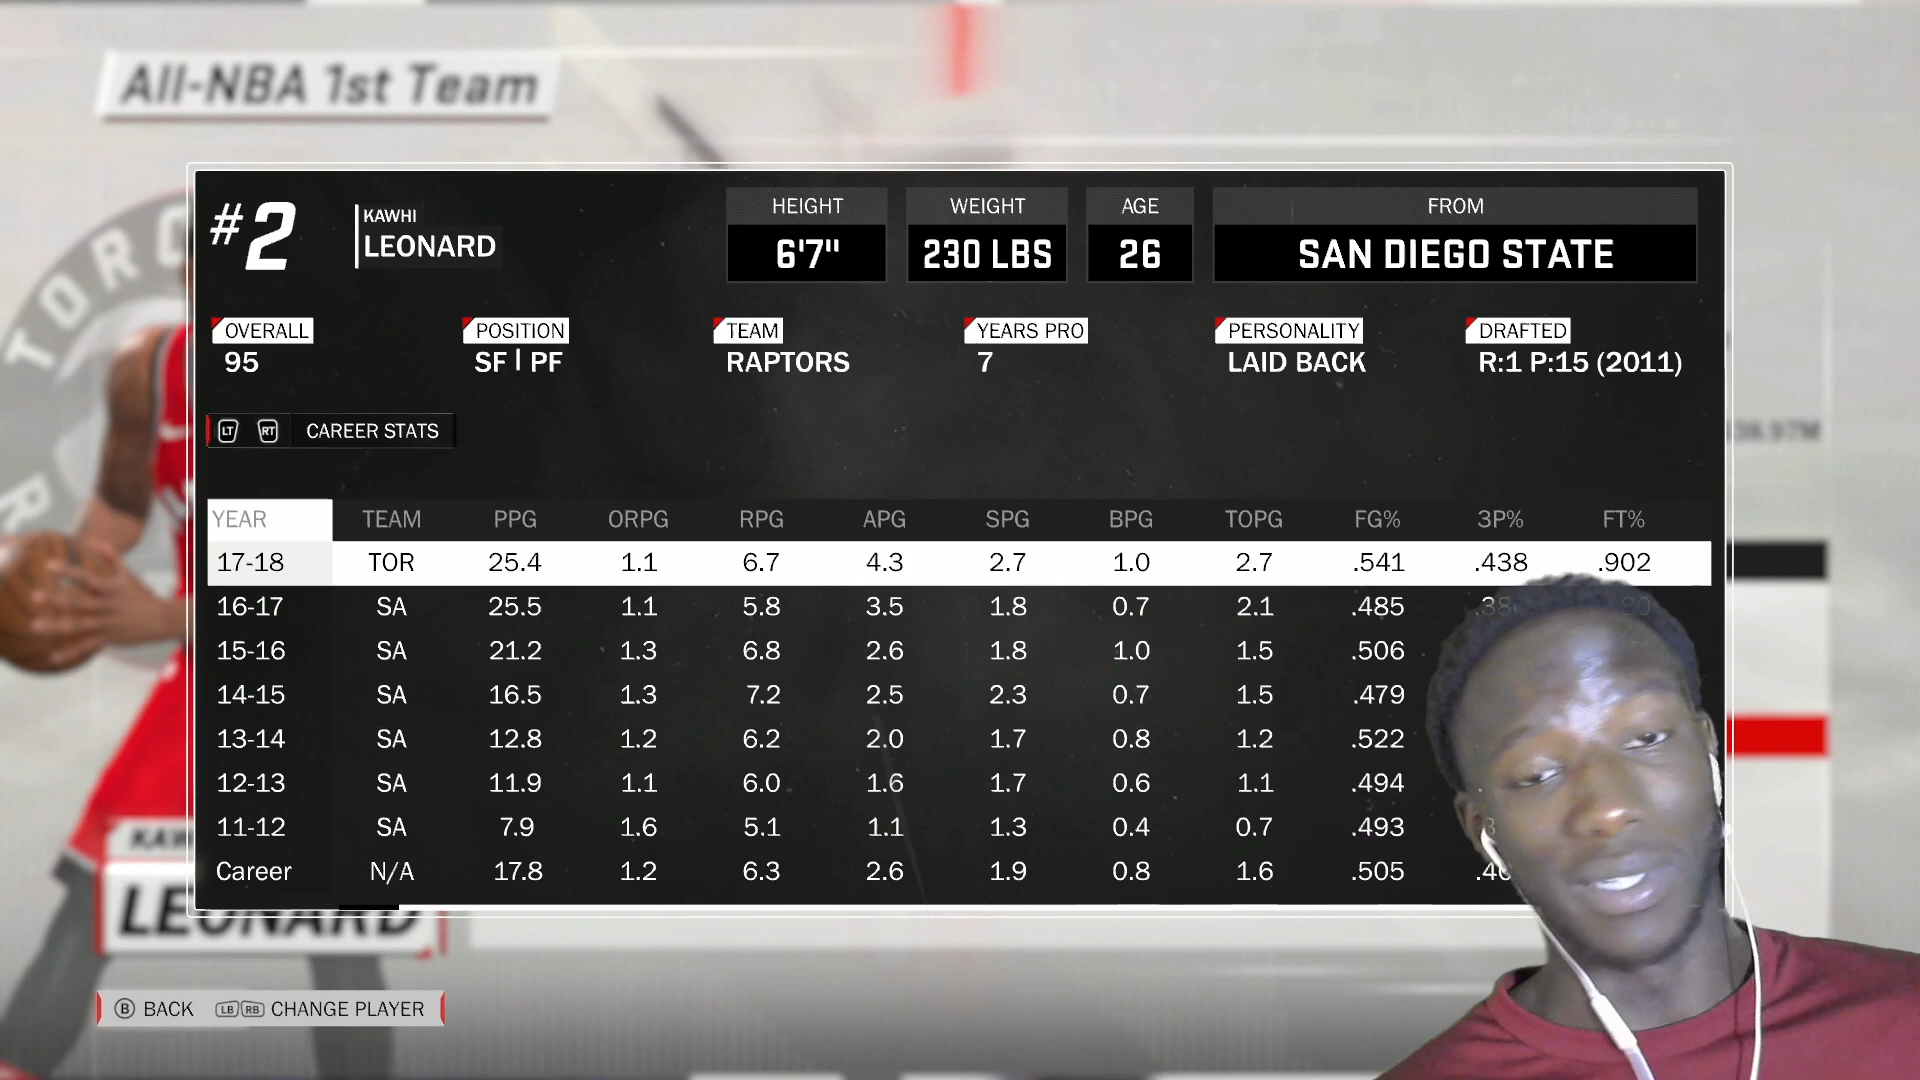 All-NBA 1st Team
#2
KAWHI
LEONARD
HEIGHT
6'7"
WEIGHT
230 LBS
AGE
26
FROM
SAN DIEGO STATE
OVERALL
95
POSITION
SF | PF
TEAM
RAPTORS
YEARS PRO
7
PERSONALITY
LAID BACK
DRAFTED
R:1 P:15 (2011)
LT RT CAREER STATS
YEAR TEAM PPG ORPG RPG APG SPG BPG TOPG FG% 3P% FT%
17-18 TOR 25.4 1.1 6.7 4.3 2.7 1.0 2.7 .541 .438 .902
16-17 SA 25.5 1.1 5.8 3.5 1.8 0.7 2.1 .485
15-16 SA 21.2 1.3 6.8 2.6 1.8 1.0 1.5 .506
14-15 SA 16.5 1.3 7.2 2.5 2.3 0.7 1.5 .479
13-14 SA 12.8 1.2 6.2 2.0 1.7 0.8 1.2 .522
12-13 SA 11.9 1.1 6.0 1.6 1.7 0.6 1.1 .494
11-12 SA 7.9 1.6 5.1 1.1 1.3 0.4 0.7 .493
Career N/A 17.8 1.2 6.3 2.6 1.9 0.8 1.6 .505
LEONARD
B BACK LB RB CHANGE PLAYER